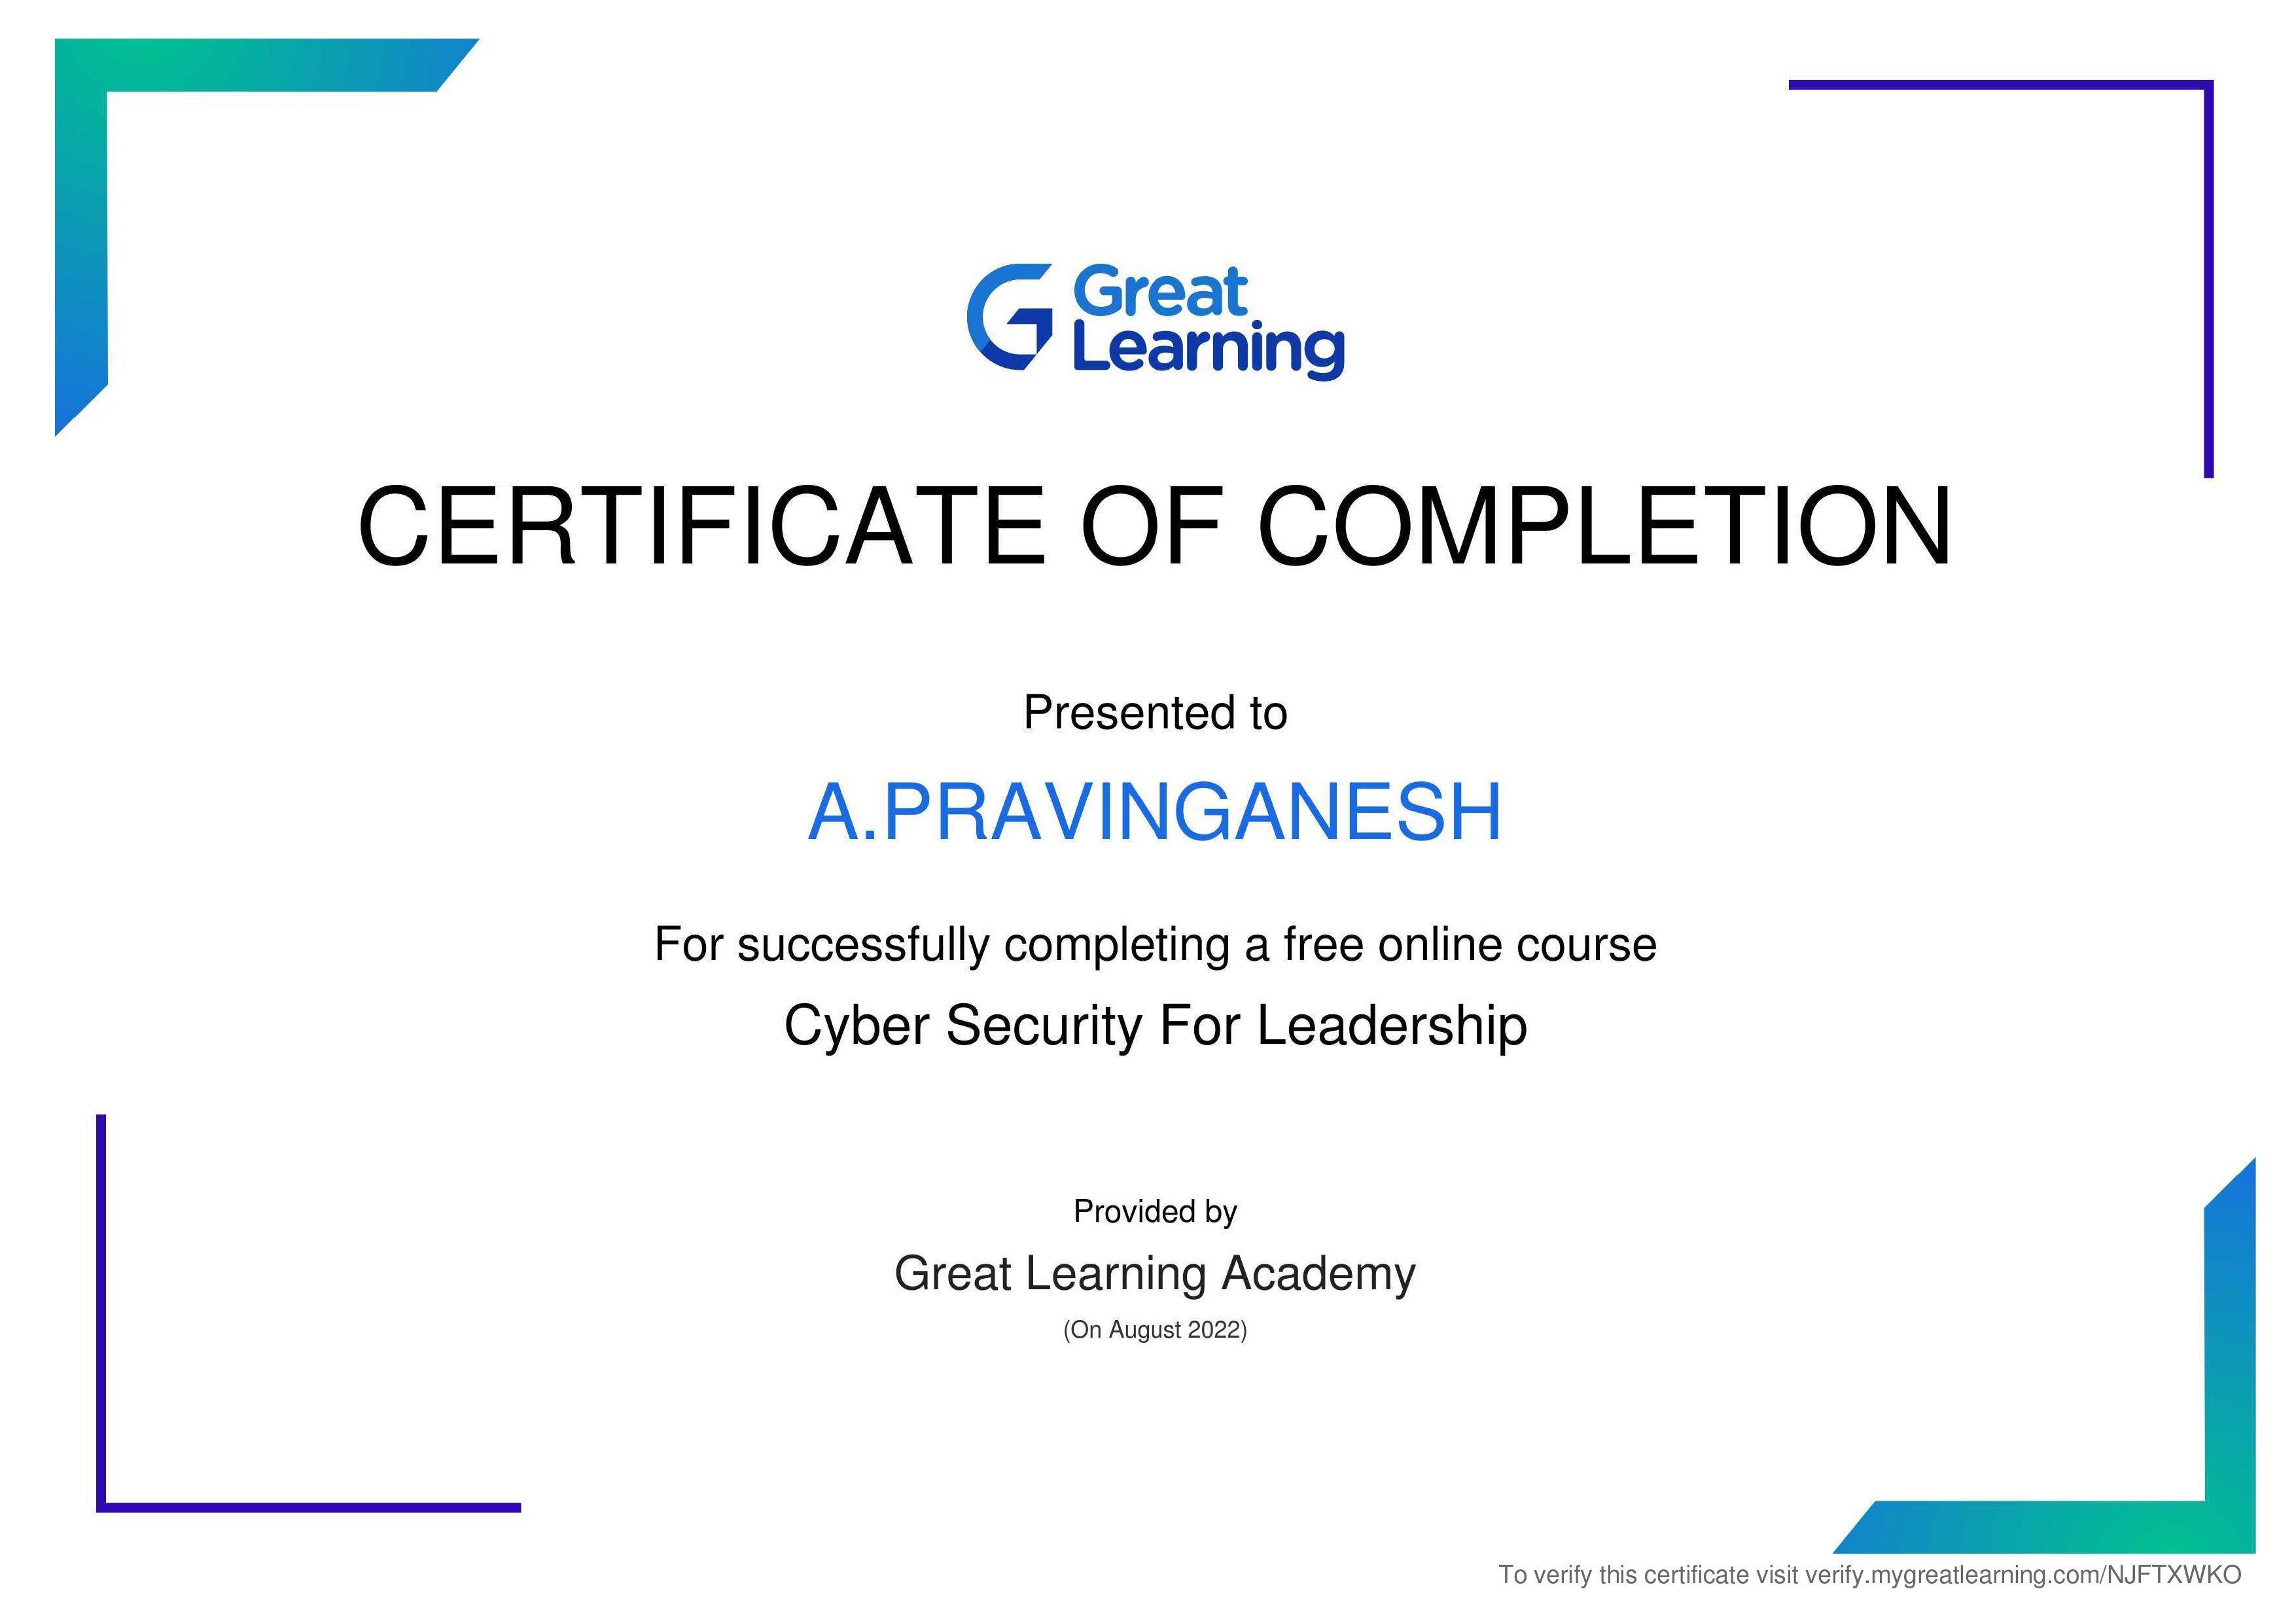 Great
Learning
CERTIFICATE OF COMPLETION
Presented to
A.PRAVINGANESH
For successfully completing a free online course
Cyber Security For Leadership
Provided by
Great Learning Academy
(On August 2022)
To verify this certificate visit verify.mygreatlearning.com/NJFTXWKO